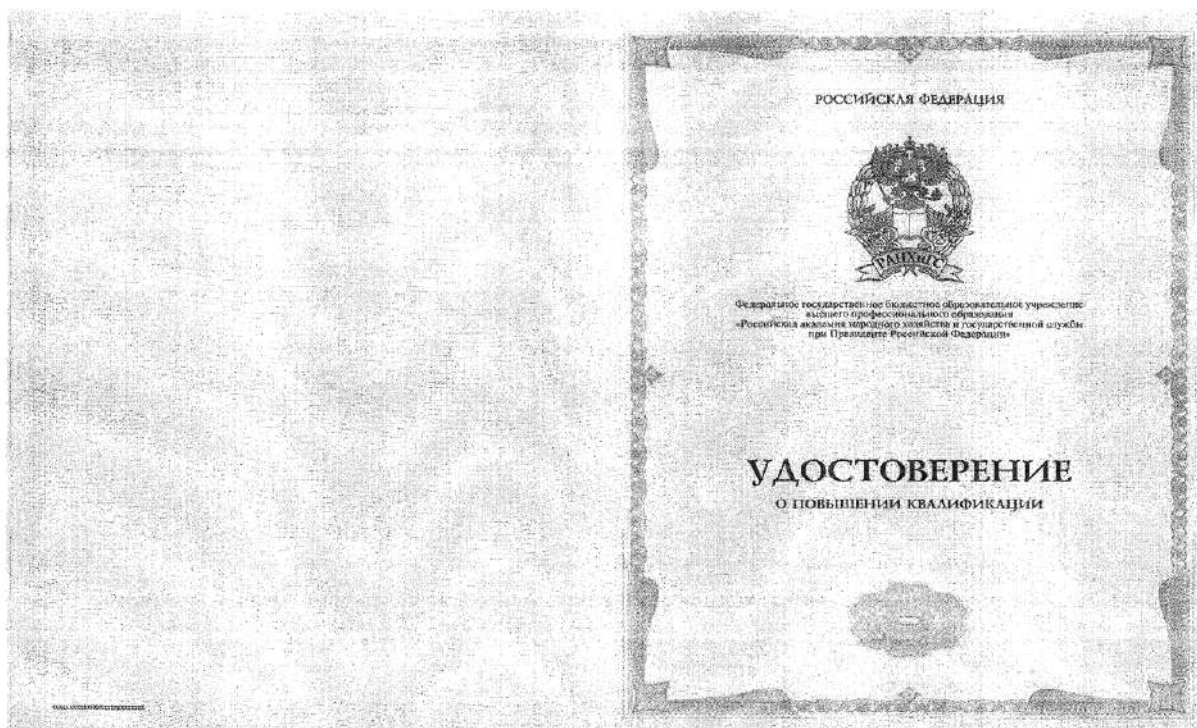 РОССИЙСКАЯ ФЕДЕРАЦИЯ
РАНХиГС
Федеральное государственное бюджетное образовательное учреждение
высшего профессионального образования
«Российская академия народного хозяйства и государственной службы
при Президенте Российской Федерации»
УДОСТОВЕРЕНИЕ
О ПОВЫШЕНИИ КВАЛИФИКАЦИИ